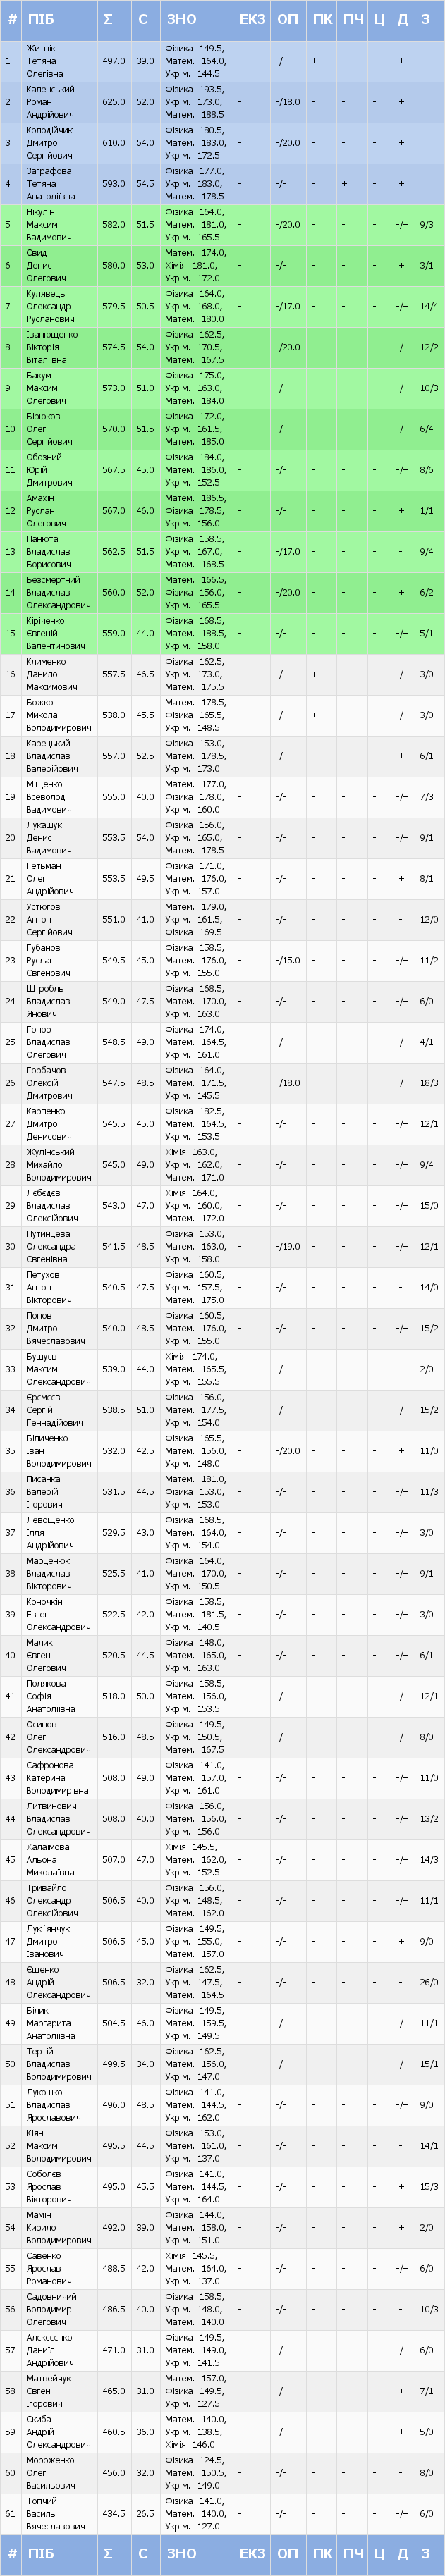 # ПІБ Σ С ЗНО ЕКЗ ОП ПК ПЧ Ц Д З
Житнік Фізика: 149.5,
1 Тетяна 497.0 39.0 Матем.: 164.0, - -/- + - - +
Олегівна Укр.м.: 144.5
Каленський Фізика: 193.5,
2 Роман 625.0 52.0 Укр.м.: 173.0, - -/18.0 - - - +
Андрійович Матем.: 188.5
Колодійчик Фізика: 180.5,
3 Дмитро 610.0 54.0 Матем.: 183.0, - -/20.0 - - - +
Сергійович Укр.м.: 172.5
Заграфова Фізика: 177.0,
4 Тетяна 593.0 54.5 Укр.м.: 183.0, - -/- - + - +
Анатоліївна Матем.: 178.5
Нікулін Фізика: 164.0,
5 Максим 582.0 51.5 Матем.: 181.0, - -/20.0 - - - -/+ 9/3
Вадимович Укр.м.: 165.5
Свид Матем.: 174.0,
6 Денис 580.0 53.0 Хімія: 181.0, - -/- - - - + 3/1
Олегович Укр.м.: 172.0
Кулявець Фізика: 164.0,
7 Олександр 579.5 50.5 Укр.м.: 168.0, - -/17.0 - - - -/+ 14/4
Русланович Матем.: 180.0
Іванющенко Фізика: 162.5,
8 Вікторія 574.5 54.0 Укр.м.: 170.5, - -/20.0 - - - -/+ 12/2
Віталіївна Матем.: 167.5
Бакум Фізика: 175.0,
9 Максим 573.0 51.0 Укр.м.: 163.0, - -/- - - - -/+ 10/3
Олегович Матем.: 184.0
Бірюков Фізика: 172.0,
10 Олег 570.0 51.5 Укр.м.: 161.5, - -/- - - - -/+ 6/4
Сергійович Матем.: 185.0
Обозний Фізика: 184.0,
11 Юрій 567.5 45.0 Матем.: 186.0, - -/- - - - -/+ 8/6
Дмитрович Укр.м.: 152.5
Амахін Матем.: 186.5,
12 Руслан 567.0 46.0 Фізика: 178.5, - -/- - - - + 1/1
Олегович Укр.м.: 156.0
Панюта Фізика: 158.5,
13 Владислав 562.5 51.5 Укр.м.: 167.0, - -/17.0 - - - - 9/4
Борисович Матем.: 168.5
Безсмертний Матем.: 166.5,
14 Владислав 560.0 52.0 Фізика: 156.0, - -/20.0 - - - + 6/2
Олександрович Укр.м.: 165.5
Кіріченко Фізика: 168.5,
15 Євгеній 559.0 44.0 Матем.: 188.5, - -/- - - - -/+ 5/1
Валентинович Укр.м.: 158.0
Клименко Фізика: 162.5,
16 Данило 557.5 46.5 Укр.м.: 173.0, - -/- + - - -/+ 3/0
Максимович Матем.: 175.5
Божко Матем.: 178.5,
17 Микола 538.0 45.5 Фізика: 165.5, - -/- + - - -/+ 3/0
Володимирович Укр.м.: 148.5
Карецький Фізика: 153.0,
18 Владислав 557.0 52.5 Матем.: 178.5, - -/- - - - + 6/1
Валерійович Укр.м.: 173.0
Міщенко Матем.: 177.0,
19 Всеволод 555.0 40.0 Фізика: 178.0, - -/- - - - -/+ 7/3
Вадимович Укр.м.: 160.0
Лукашук Фізика: 156.0,
20 Денис 553.5 54.0 Укр.м.: 165.0, - -/- - - - -/+ 9/1
Вадимович Матем.: 178.5
Гетьман Фізика: 171.0,
21 Олег 553.5 49.5 Матем.: 176.0, - -/- - - - + 8/1
Андрійович Укр.м.: 157.0
Устюгов Матем.: 179.0,
22 Антон 551.0 41.0 Укр.м.: 161.5, - -/- - - - - 12/0
Сергійович Фізика: 169.5
Губанов Фізика: 158.5,
23 Руслан 549.5 45.0 Матем.: 176.0, - -/15.0 - - - -/+ 11/2
Євгенович Укр.м.: 155.0
Штробль Фізика: 168.5,
24 Владислав 549.0 47.5 Матем.: 170.0, - -/- - - - -/+ 6/0
Янович Укр.м.: 163.0
Гонор Фізика: 174.0,
25 Владислав 548.5 49.0 Матем.: 164.5, - -/- - - - -/+ 4/1
Олегович Укр.м.: 161.0
Горбачов Фізика: 164.0,
26 Олексій 547.5 48.5 Матем.: 171.5, - -/18.0 - - - -/+ 18/3
Дмитрович Укр.м.: 145.5
Карпенко Фізика: 182.5,
27 Дмитро 545.5 45.0 Матем.: 164.5, - -/- - - - -/+ 12/1
Денисович Укр.м.: 153.5
Жулінський Хімія: 163.0,
28 Михайло 545.0 49.0 Укр.м.: 162.0, - -/- - - - -/+ 9/4
Володимирович Матем.: 171.0
Лєбєдєв Хімія: 164.0,
29 Владислав 543.0 47.0 Укр.м.: 160.0, - -/- - - - -/+ 15/0
Олексійович Матем.: 172.0
Путинцева Фізика: 153.0,
30 Олександра 541.5 48.5 Матем.: 163.0, - -/19.0 - - - -/+ 12/1
Євгенівна Укр.м.: 158.0
Петухов Фізика: 160.5,
31 Антон 540.5 47.5 Укр.м.: 157.5, - -/- - - - - 14/0
Вікторович Матем.: 175.0
Попов Фізика: 160.5,
32 Дмитро 540.0 48.5 Матем.: 176.0, - -/- - - - -/+ 15/2
Вячеславович Укр.м.: 155.0
Бушуєв Хімія: 174.0,
33 Максим 539.0 44.0 Матем.: 165.5, - -/- - - - - 2/0
Олександрович Укр.м.: 155.5
Єрємєєв Фізика: 156.0,
34 Сергій 538.5 51.0 Матем.: 177.5, - -/- - - - -/+ 15/2
Геннадійович Укр.м.: 154.0
Біличенко Фізика: 165.5,
35 Іван 532.0 42.5 Матем.: 156.0, - -/20.0 - - - + 11/0
Володимирович Укр.м.: 148.0
Писанка Матем.: 181.0,
36 Валерій 531.5 44.5 Фізика: 153.0, - -/- - - - -/+ 11/3
Ігорович Укр.м.: 153.0
Левощенко Фізика: 168.5,
37 Ілля 529.5 43.0 Матем.: 164.0, - -/- - - - -/+ 3/0
Андрійович Укр.м.: 154.0
Марценюк Фізика: 164.0,
38 Владислав 525.5 41.0 Матем.: 170.0, - -/- - - - -/+ 9/1
Вікторович Укр.м.: 150.5
Коночкін Фізика: 158.5,
39 Евген 522.5 42.0 Матем.: 181.5, - -/- - - - -/+ 3/0
Олександрович Укр.м.: 140.5
Малик Фізика: 148.0,
40 Євген 520.5 44.5 Матем.: 165.0, - -/- - - - -/+ 6/1
Олегович Укр.м.: 163.0
Полякова Фізика: 158.5,
41 Софія 518.0 50.0 Матем.: 156.0, - -/- - - - -/+ 12/1
Анатоліївна Укр.м.: 153.5
Осипов Фізика: 149.5,
42 Олег 516.0 48.5 Укр.м.: 150.5, - -/- - - - -/+ 8/0
Олександрович Матем.: 167.5
Сафронова Фізика: 141.0,
43 Катерина 508.0 49.0 Матем.: 157.0, - -/- - - - -/+ 11/0
Володимирівна Укр.м.: 161.0
Литвинович Фізика: 156.0,
44 Владислав 508.0 40.0 Матем.: 156.0, - -/- - - - -/+ 13/2
Олександрович Укр.м.: 156.0
Халаімова Хімія: 145.5,
45 Альона 507.0 47.0 Матем.: 162.0, - -/- - - - -/+ 14/3
Миколаївна Укр.м.: 152.5
Тривайло Фізика: 156.0,
46 Олександр 506.5 40.0 Укр.м.: 148.5, - -/- - - - -/+ 11/1
Олексійович Матем.: 162.0
Лук`янчук Фізика: 149.5,
47 Дмитро 506.5 45.0 Укр.м.: 155.0, - -/- - - - + 9/0
Іванович Матем.: 157.0
Єщенко Фізика: 162.5,
48 Андрій 506.5 32.0 Укр.м.: 147.5, - -/- - - - - 26/0
Олександрович Матем.: 164.5
Білик Фізика: 149.5,
49 Маргарита 504.5 46.0 Матем.: 159.5, - -/- - - - -/+ 11/1
Анатоліївна Укр.м.: 149.5
Тертій Фізика: 162.5,
50 Владислав 499.5 34.0 Матем.: 156.0, - -/- - - - -/+ 15/1
Володимирович Укр.м.: 147.0
Лукошко Фізика: 141.0,
51 Владислав 496.0 48.5 Матем.: 144.5, - -/- - - - -/+ 9/0
Ярославович Укр.м.: 162.0
Кіян Фізика: 153.0,
52 Максим 495.5 44.5 Матем.: 161.0, - -/- - - - - 14/1
Володимирович Укр.м.: 137.0
Соболєв Фізика: 141.0,
53 Ярослав 495.0 45.5 Матем.: 144.5, - -/- - - - + 15/3
Вікторович Укр.м.: 164.0
Мамін Фізика: 144.0,
54 Кирило 492.0 39.0 Матем.: 158.0, - -/- - - - + 2/0
Володимирович Укр.м.: 151.0
Савенко Хімія: 145.5,
55 Ярослав 488.5 42.0 Матем.: 164.0, - -/- - - - -/+ 6/0
Романович Укр.м.: 137.0
Садовничий Фізика: 158.5,
56 Володимир 486.5 40.0 Укр.м.: 148.0, - -/- - - - - 10/3
Олегович Матем.: 140.0
Алєксєєнко Фізика: 149.5,
57 Даниїл 471.0 31.0 Матем.: 149.0, - -/- - - - -/+ 6/0
Андрійович Укр.м.: 141.5
Матвейчук Матем.: 157.0,
58 Євген 465.0 31.0 Фізика: 149.5, - -/- - - - + 7/1
Ігорович Укр.м.: 127.5
Скиба Матем.: 140.0,
59 Андрій 460.5 36.0 Укр.м.: 138.5, - -/- - - - + 5/0
Олександрович Хімія: 146.0
Мороженко Фізика: 124.5,
60 Олег 456.0 32.0 Матем.: 150.5, - -/- - - - - 8/0
Васильович Укр.м.: 149.0
Топчий Фізика: 141.0,
61 Василь 434.5 26.5 Матем.: 140.0, - -/- - - - -/+ 6/0
Вячеславович Укр.м.: 127.0
# ПІБ Σ С ЗНО ЕКЗ ОП ПК ПЧ Ц Д З